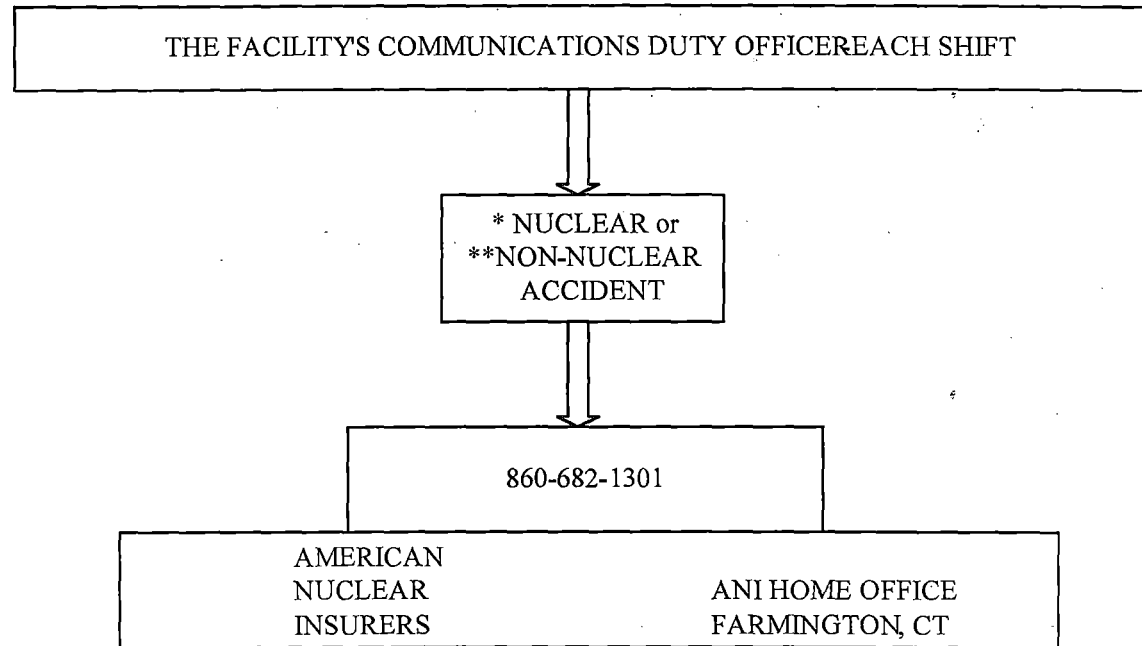 THE FACILITY'S COMMUNICATIONS DUTY OFFICEREACH SHIFT
* NUCLEAR or
**NON-NUCLEAR
ACCIDENT
860-682-1301
AMERICAN
NUCLEAR
INSURERS
ANI HOME OFFICE
FARMINGTON, CT